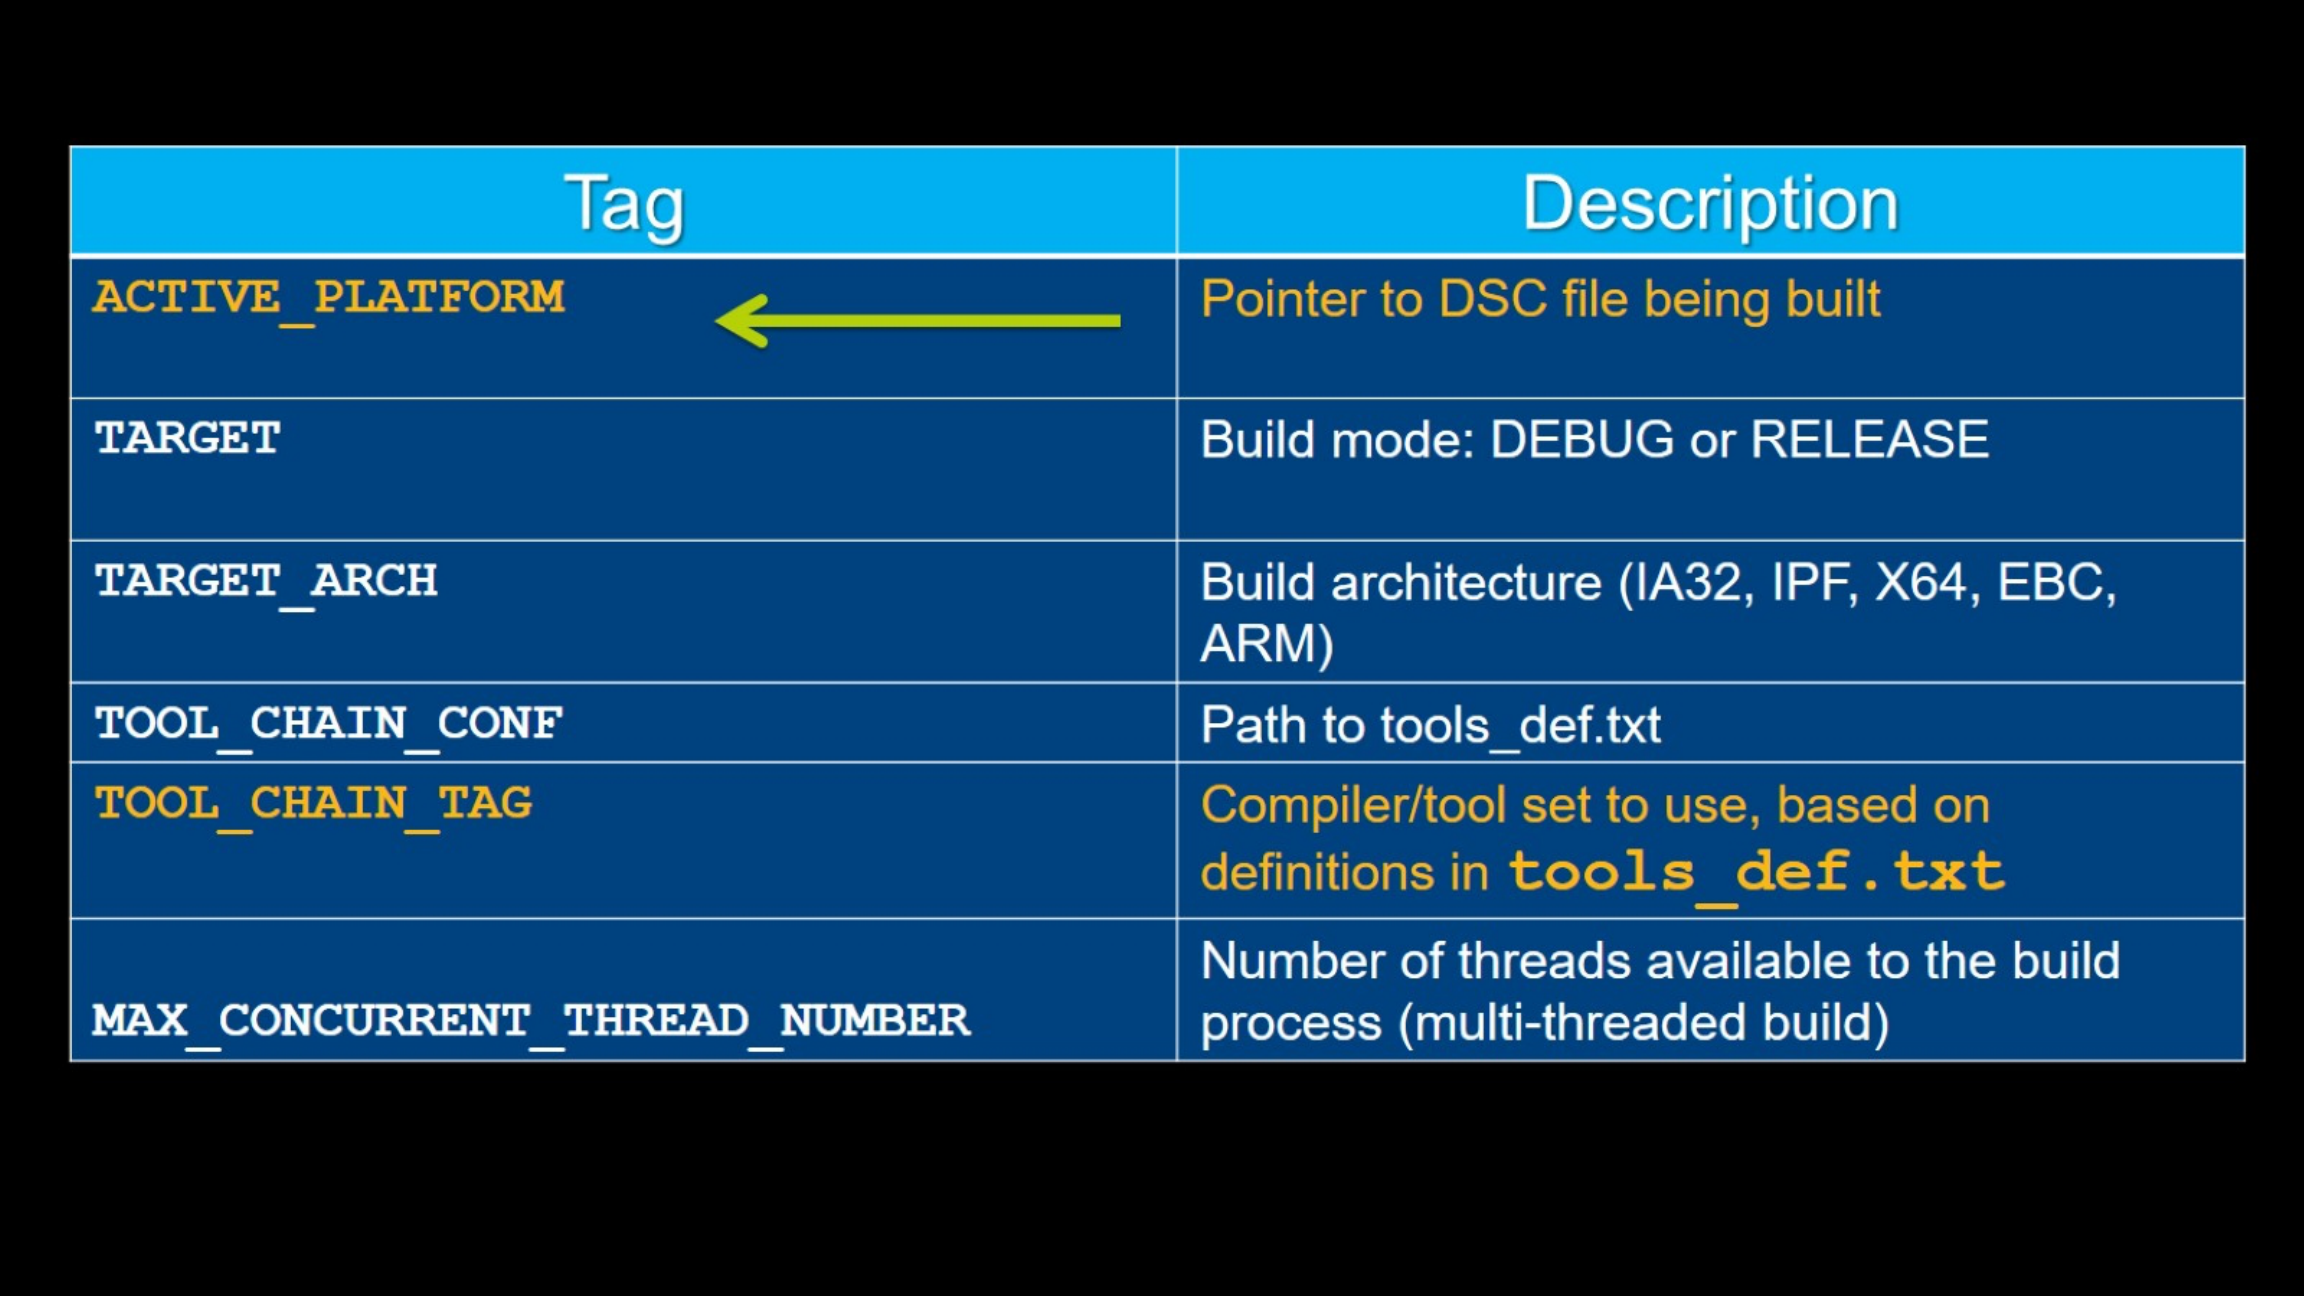 Tag
Description
ACTIVE_PLATFORM
Pointer to DSC file being built
TARGET
Build mode: DEBUG or RELEASE
TARGET_ARCH
Build architecture (IA32, IPF, X64, EBC,
ARM)
TOOL_CHAIN_CONF
Path to tools_def.txt
TOOL_CHAIN_TAG
Compiler/tool set to use, based on
definitions in tools_def.txt
MAX_CONCURRENT_THREAD_NUMBER
Number of threads available to the build
process (multi-threaded build)